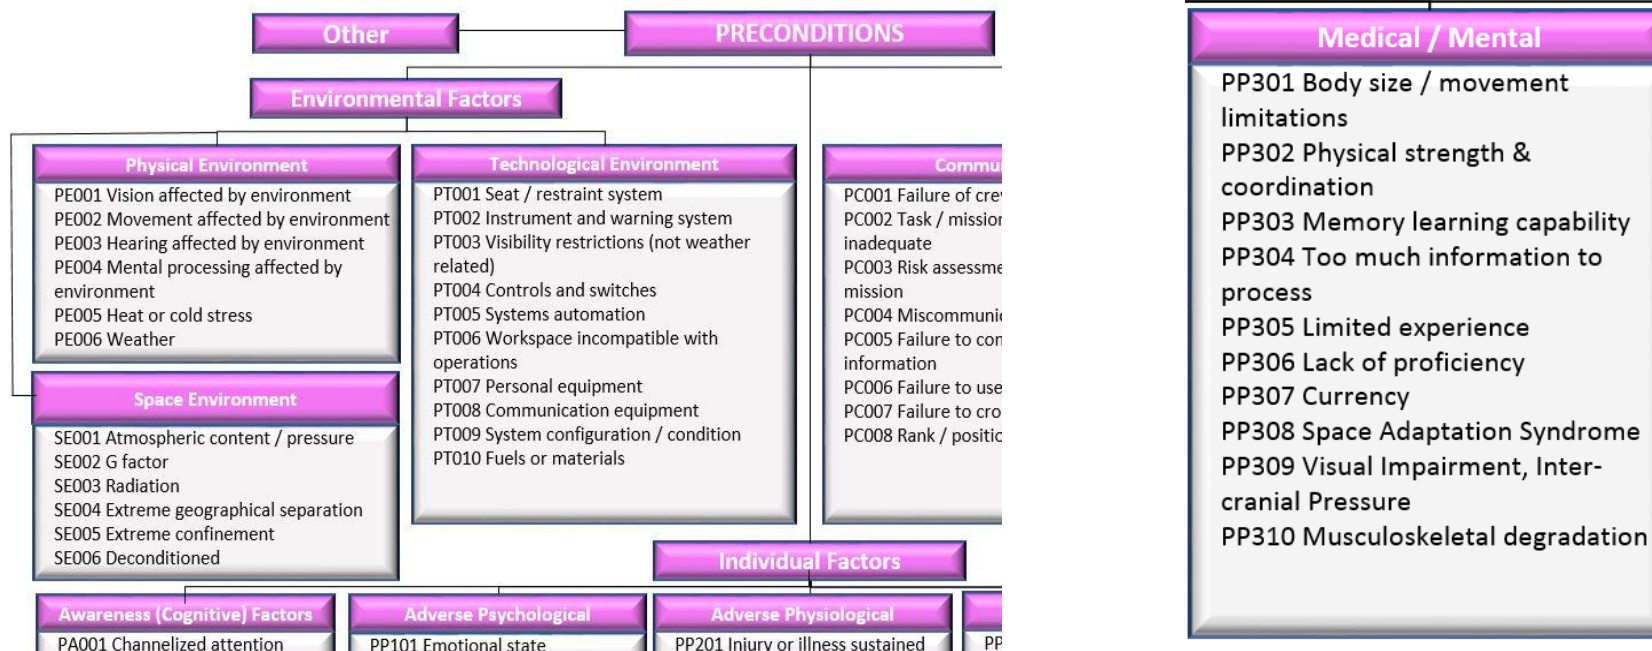 Other
PRECONDITIONS
Environmental Factors
Physical Environment
PE001 Vision affected by environment
PE002 Movement affected by environment
PE003 Hearing affected by environment
PE004 Mental processing affected by
environment
PE005 Heat or cold stress
PE006 Weather
Space Environment
SE001 Atmospheric content / pressure
SE002 G factor
SE003 Radiation
SE004 Extreme geographical separation
SE005 Extreme confinement
SE006 Deconditioned
Technological Environment
PT001 Seat / restraint system
PT002 Instrument and warning system
PT003 Visibility restrictions (not weather
related)
PT004 Controls and switches
PT005 Systems automation
PT006 Workspace incompatible with
operations
PT007 Personal equipment
PT008 Communication equipment
PT009 System configuration / condition
PT010 Fuels or materials
PC001 Failure of
PC002 Task / mission
inadequate
PC003 Risk
mission
PC004
PC005 Failure to
information
PC006 Failure to use
PC007 Failure to
PC008 Rank /
Individual Factors
Awareness (Cognitive) Factors
PA001 Channelized attention
Adverse Psychological
PP101 Emotional state
Adverse Physiological
PP201 Injury or illness sustained
PP
Medical / Mental
PP301 Body size / movement
limitations
PP302 Physical strength &
coordination
PP303 Memory learning capability
PP304 Too much information to
process
PP305 Limited experience
PP306 Lack of proficiency
PP307 Currency
PP308 Space Adaptation Syndrome
PP309 Visual Impairment, Inter-
cranial Pressure
PP310 Musculoskeletal degradation